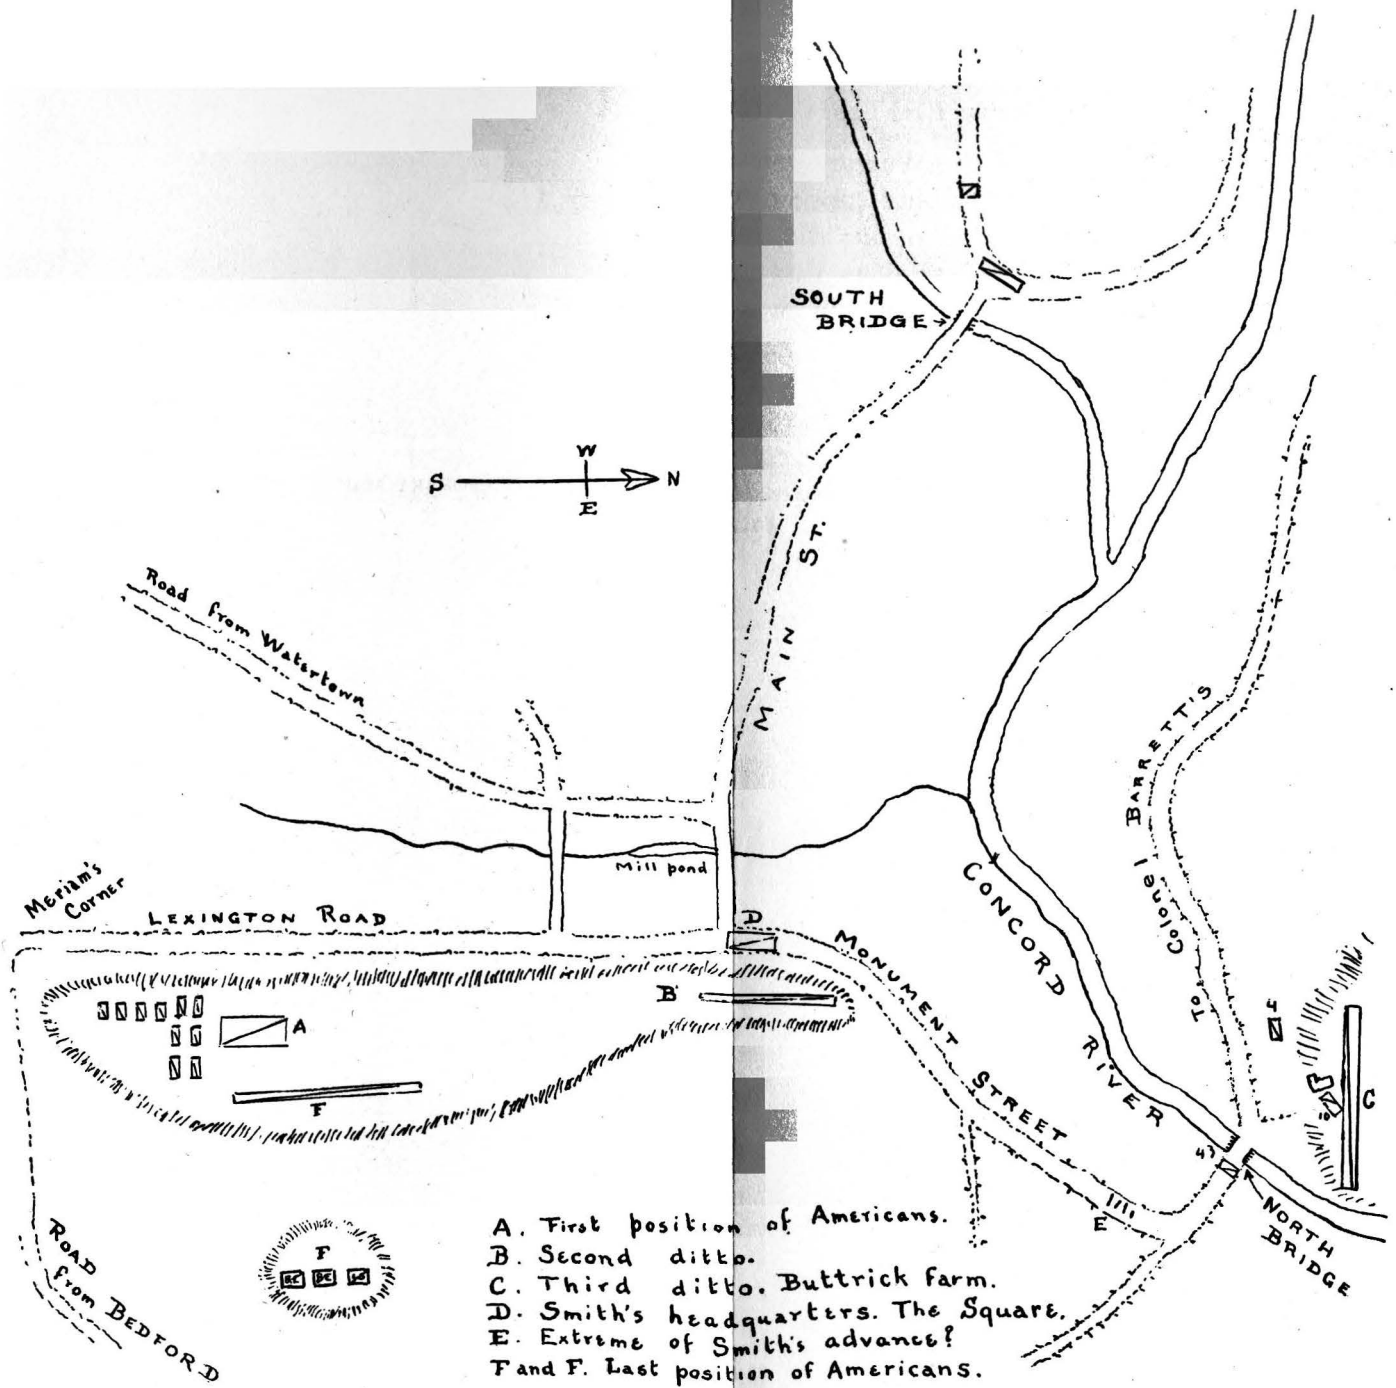 SOUTH
BRIDGE
W
S N
E
MAIN ST.
Road from Watertown
Mill pond
Meriam's
Corner
LEXINGTON ROAD
D
MONUMENT STREET
CONCORD RIVER
To Colonel BARRETT'S
B
A
F
C
E
NORTH
BRIDGE
ROAD
from BEDFORD
F
A. First position of Americans.
B. Second ditto.
C. Third ditto. Buttrick farm.
D. Smith's headquarters. The Square.
E. Extreme of Smith's advance?
F and F. Last position of Americans.